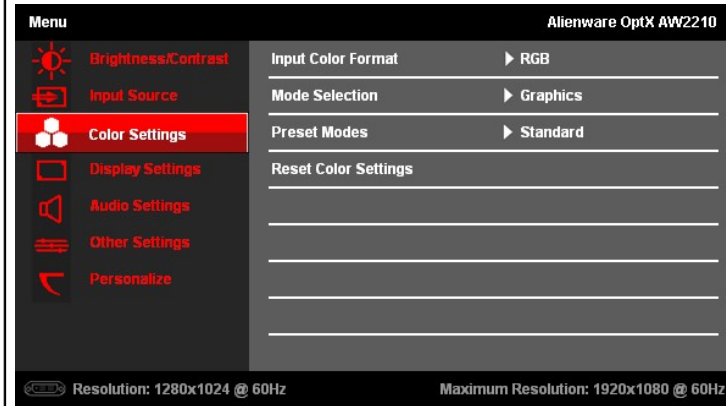 Menu Alienware OptX AW2210
Brightness/Contrast Input Color Format RGB
Input Source Mode Selection Graphics
Color Settings Preset Modes Standard
Display Settings Reset Color Settings
Audio Settings
Other Settings
Personalize
Resolution: 1280x1024 @ 60Hz Maximum Resolution: 1920x1080 @ 60Hz